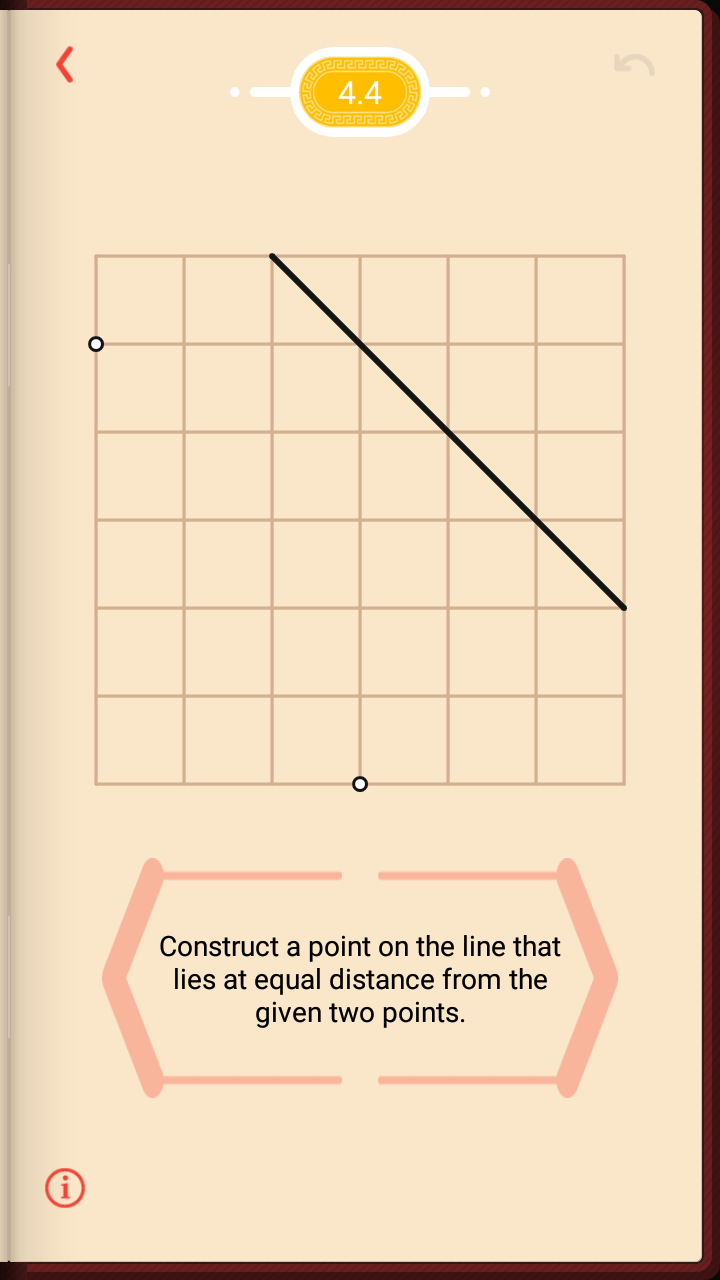 4.4
Construct a point on the line that
lies at equal distance from the
given two points.
i